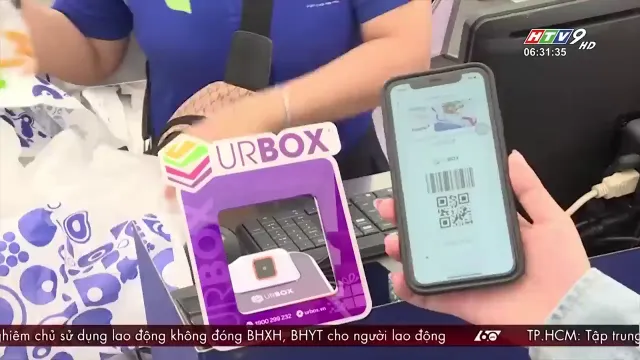 HTV9 HD
06:31:35
URBOX
URBOX
URBOX
1900 299 232
urbox.vn
ghiêm chủ sử dụng lao động không đóng BHXH, BHYT cho người lao động
TP.HCM: Tập trung